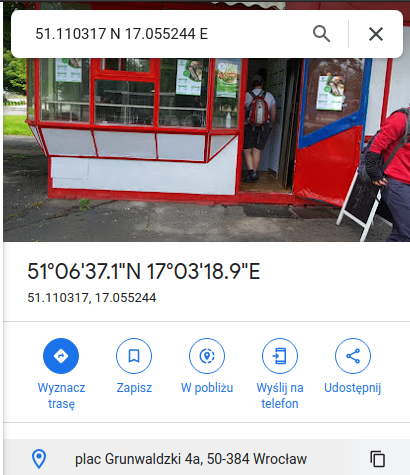 51.110317 N 17.055244 E
51°06'37.1"N 17°03'18.9"E
51.110317, 17.055244
Wyznacz trasę
Zapisz
W pobliżu
Wyślij na telefon
Udostępnij
plac Grunwaldzki 4a, 50-384 Wrocław